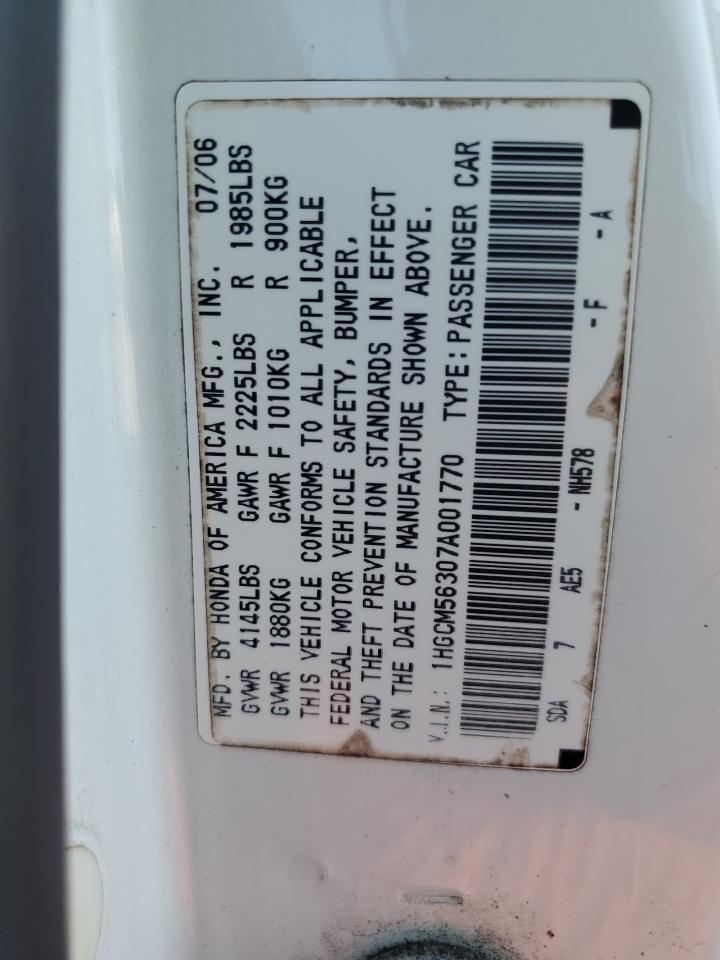 MFD. BY HONDA OF AMERICA MFG., INC. 07/06
GVWR 4145LBS GAWR F 2225LBS R 1985LBS
GVWR 1880KG GAWR F 1010KG R 900KG
THIS VEHICLE CONFORMS TO ALL APPLICABLE
FEDERAL MOTOR VEHICLE SAFETY, BUMPER,
AND THEFT PREVENTION STANDARDS IN EFFECT
ON THE DATE OF MANUFACTURE SHOWN ABOVE.
V.I.N.: 1HGCM56307A001770 TYPE:PASSENGER CAR
SDA 7 AE5 - NH578 - F - A